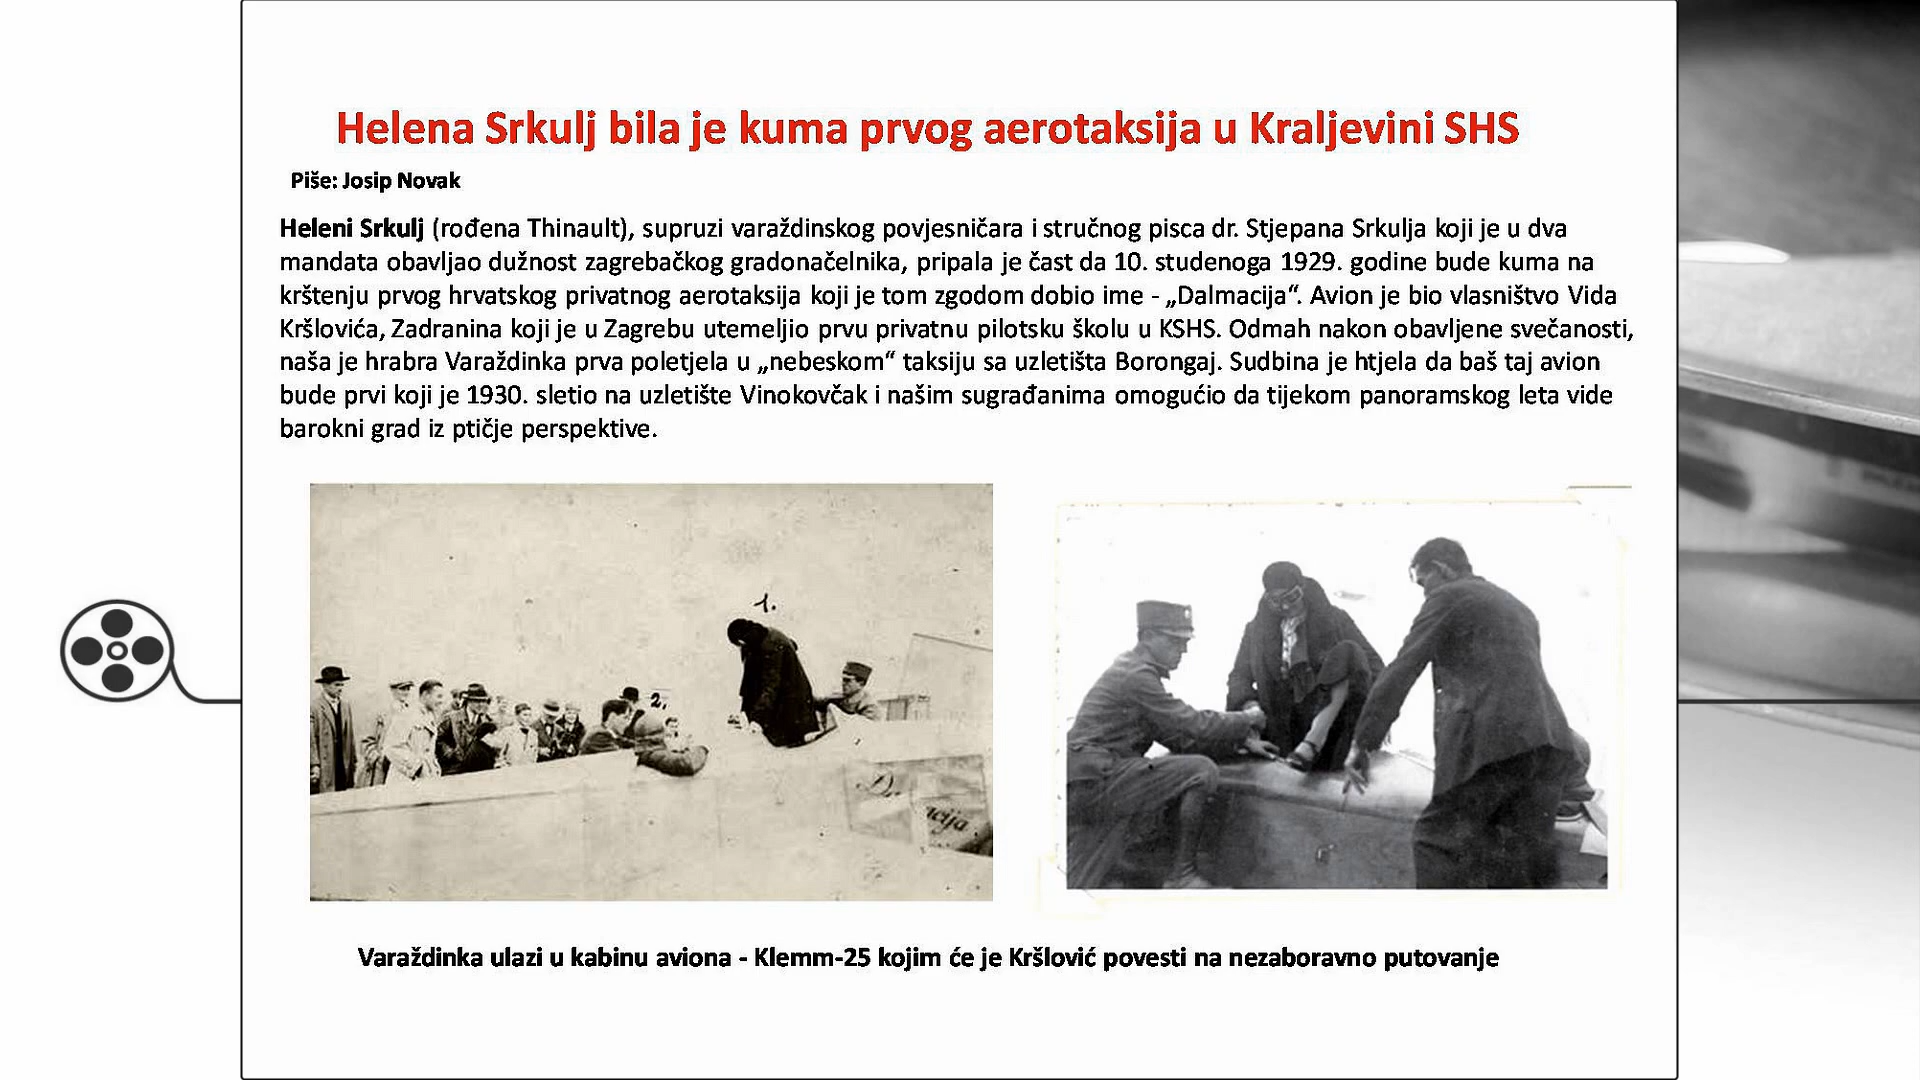 Helena Srkulj bila je kuma prvog aerotaksija u Kraljevini SHS
Piše: Josip Novak
Heleni Srkulj (rođena Thinault), supruzi varaždinskog povjesničara i stručnog pisca dr. Stjepana Srkulja koji je u dva
mandata obavljao dužnost zagrebačkog gradonačelnika, pripala je čast da 10. studenoga 1929. godine bude kuma na
krštenju prvog hrvatskog privatnog aerotaksija koji je tom zgodom dobio ime - „Dalmacija“. Avion je bio vlasništvo Vida
Kršlovića, Zadranina koji je u Zagrebu utemeljio prvu privatnu pilotsku školu u KSHS. Odmah nakon obavljene svečanosti,
naša je hrabra Varaždinka prva poletjela u „nebeskom“ taksiju sa uzletišta Borongaj. Sudbina je htjela da baš taj avion
bude prvi koji je 1930. sletio na uzletište Vinokovčak i našim sugrađanima omogućio da tijekom panoramskog leta vide
barokni grad iz ptičje perspektive.
1.
2,
D
acija
Varaždinka ulazi u kabinu aviona - Klemm-25 kojim će je Kršlović povesti na nezaboravno putovanje